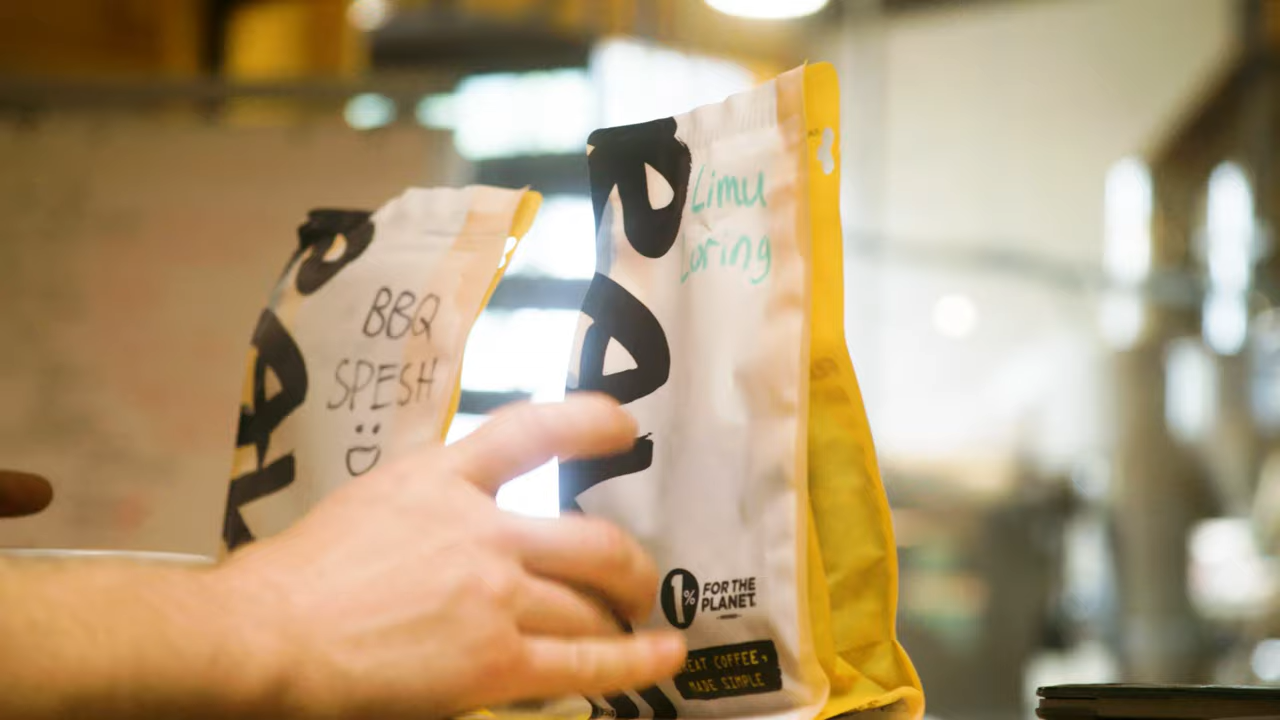 BBQ
SPESH
Limu
Loring
1%
FOR THE
PLANET.
GREAT COFFEE,
MADE SIMPLE